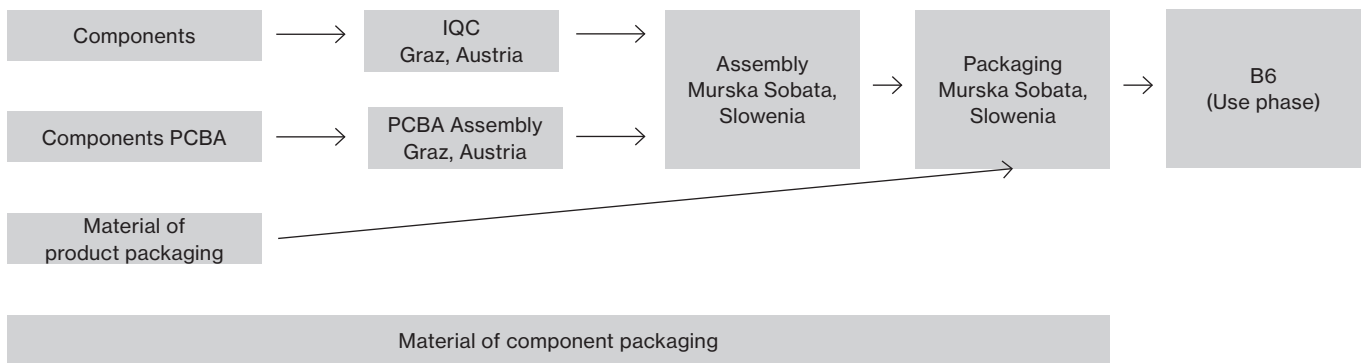 Components
IQC
Graz, Austria
Assembly
Murska Sobata,
Slowenia
Packaging
Murska Sobata,
Slowenia
B6
(Use phase)
Components PCBA
PCBA Assembly
Graz, Austria
Material of
product packaging
Material of component packaging